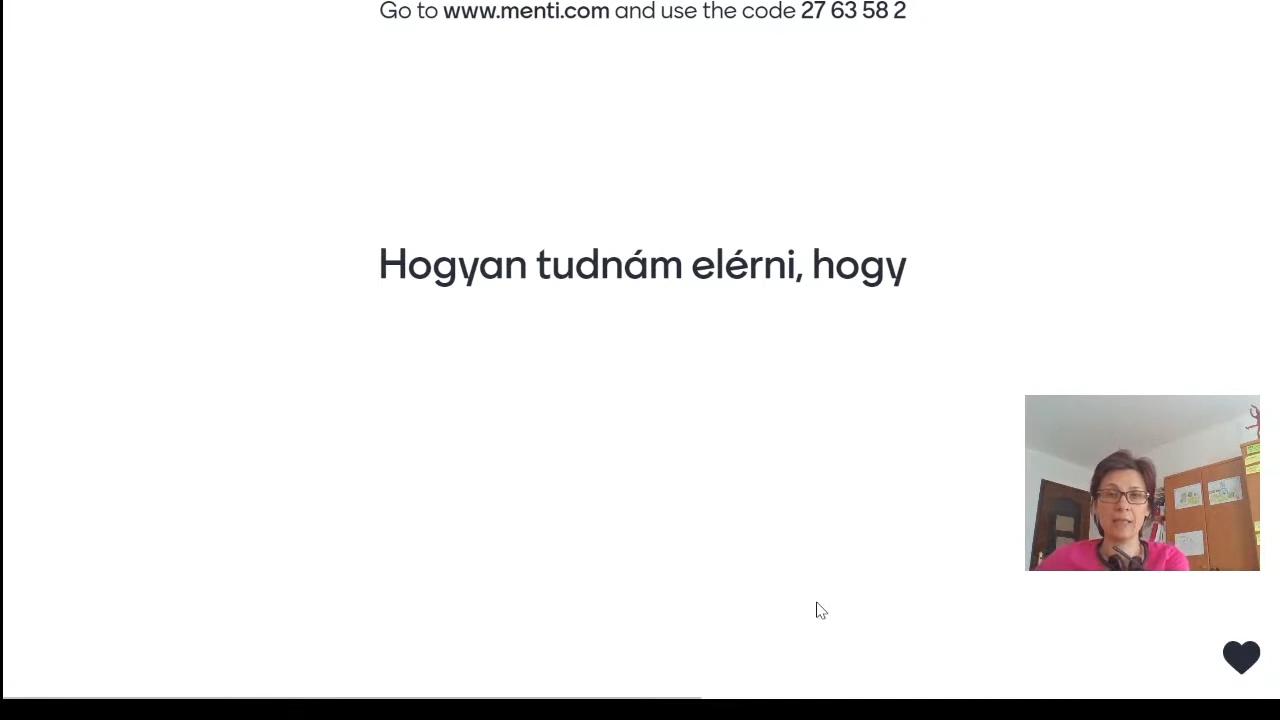 Go to www.menti.com and use the code 27 63 58 2
Hogyan tudnám elérni, hogy